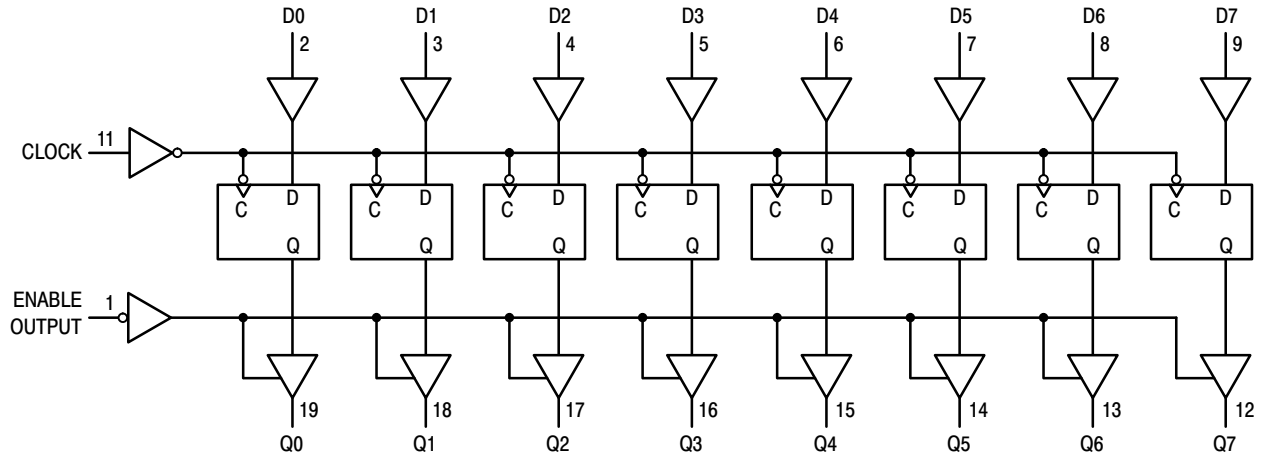 D0 D1 D2 D3 D4 D5 D6 D7
2 3 4 5 6 7 8 9
CLOCK 11
C D C D C D C D C D C D C D C D
Q Q Q Q Q Q Q Q
ENABLE
OUTPUT 1
19 18 17 16 15 14 13 12
Q0 Q1 Q2 Q3 Q4 Q5 Q6 Q7